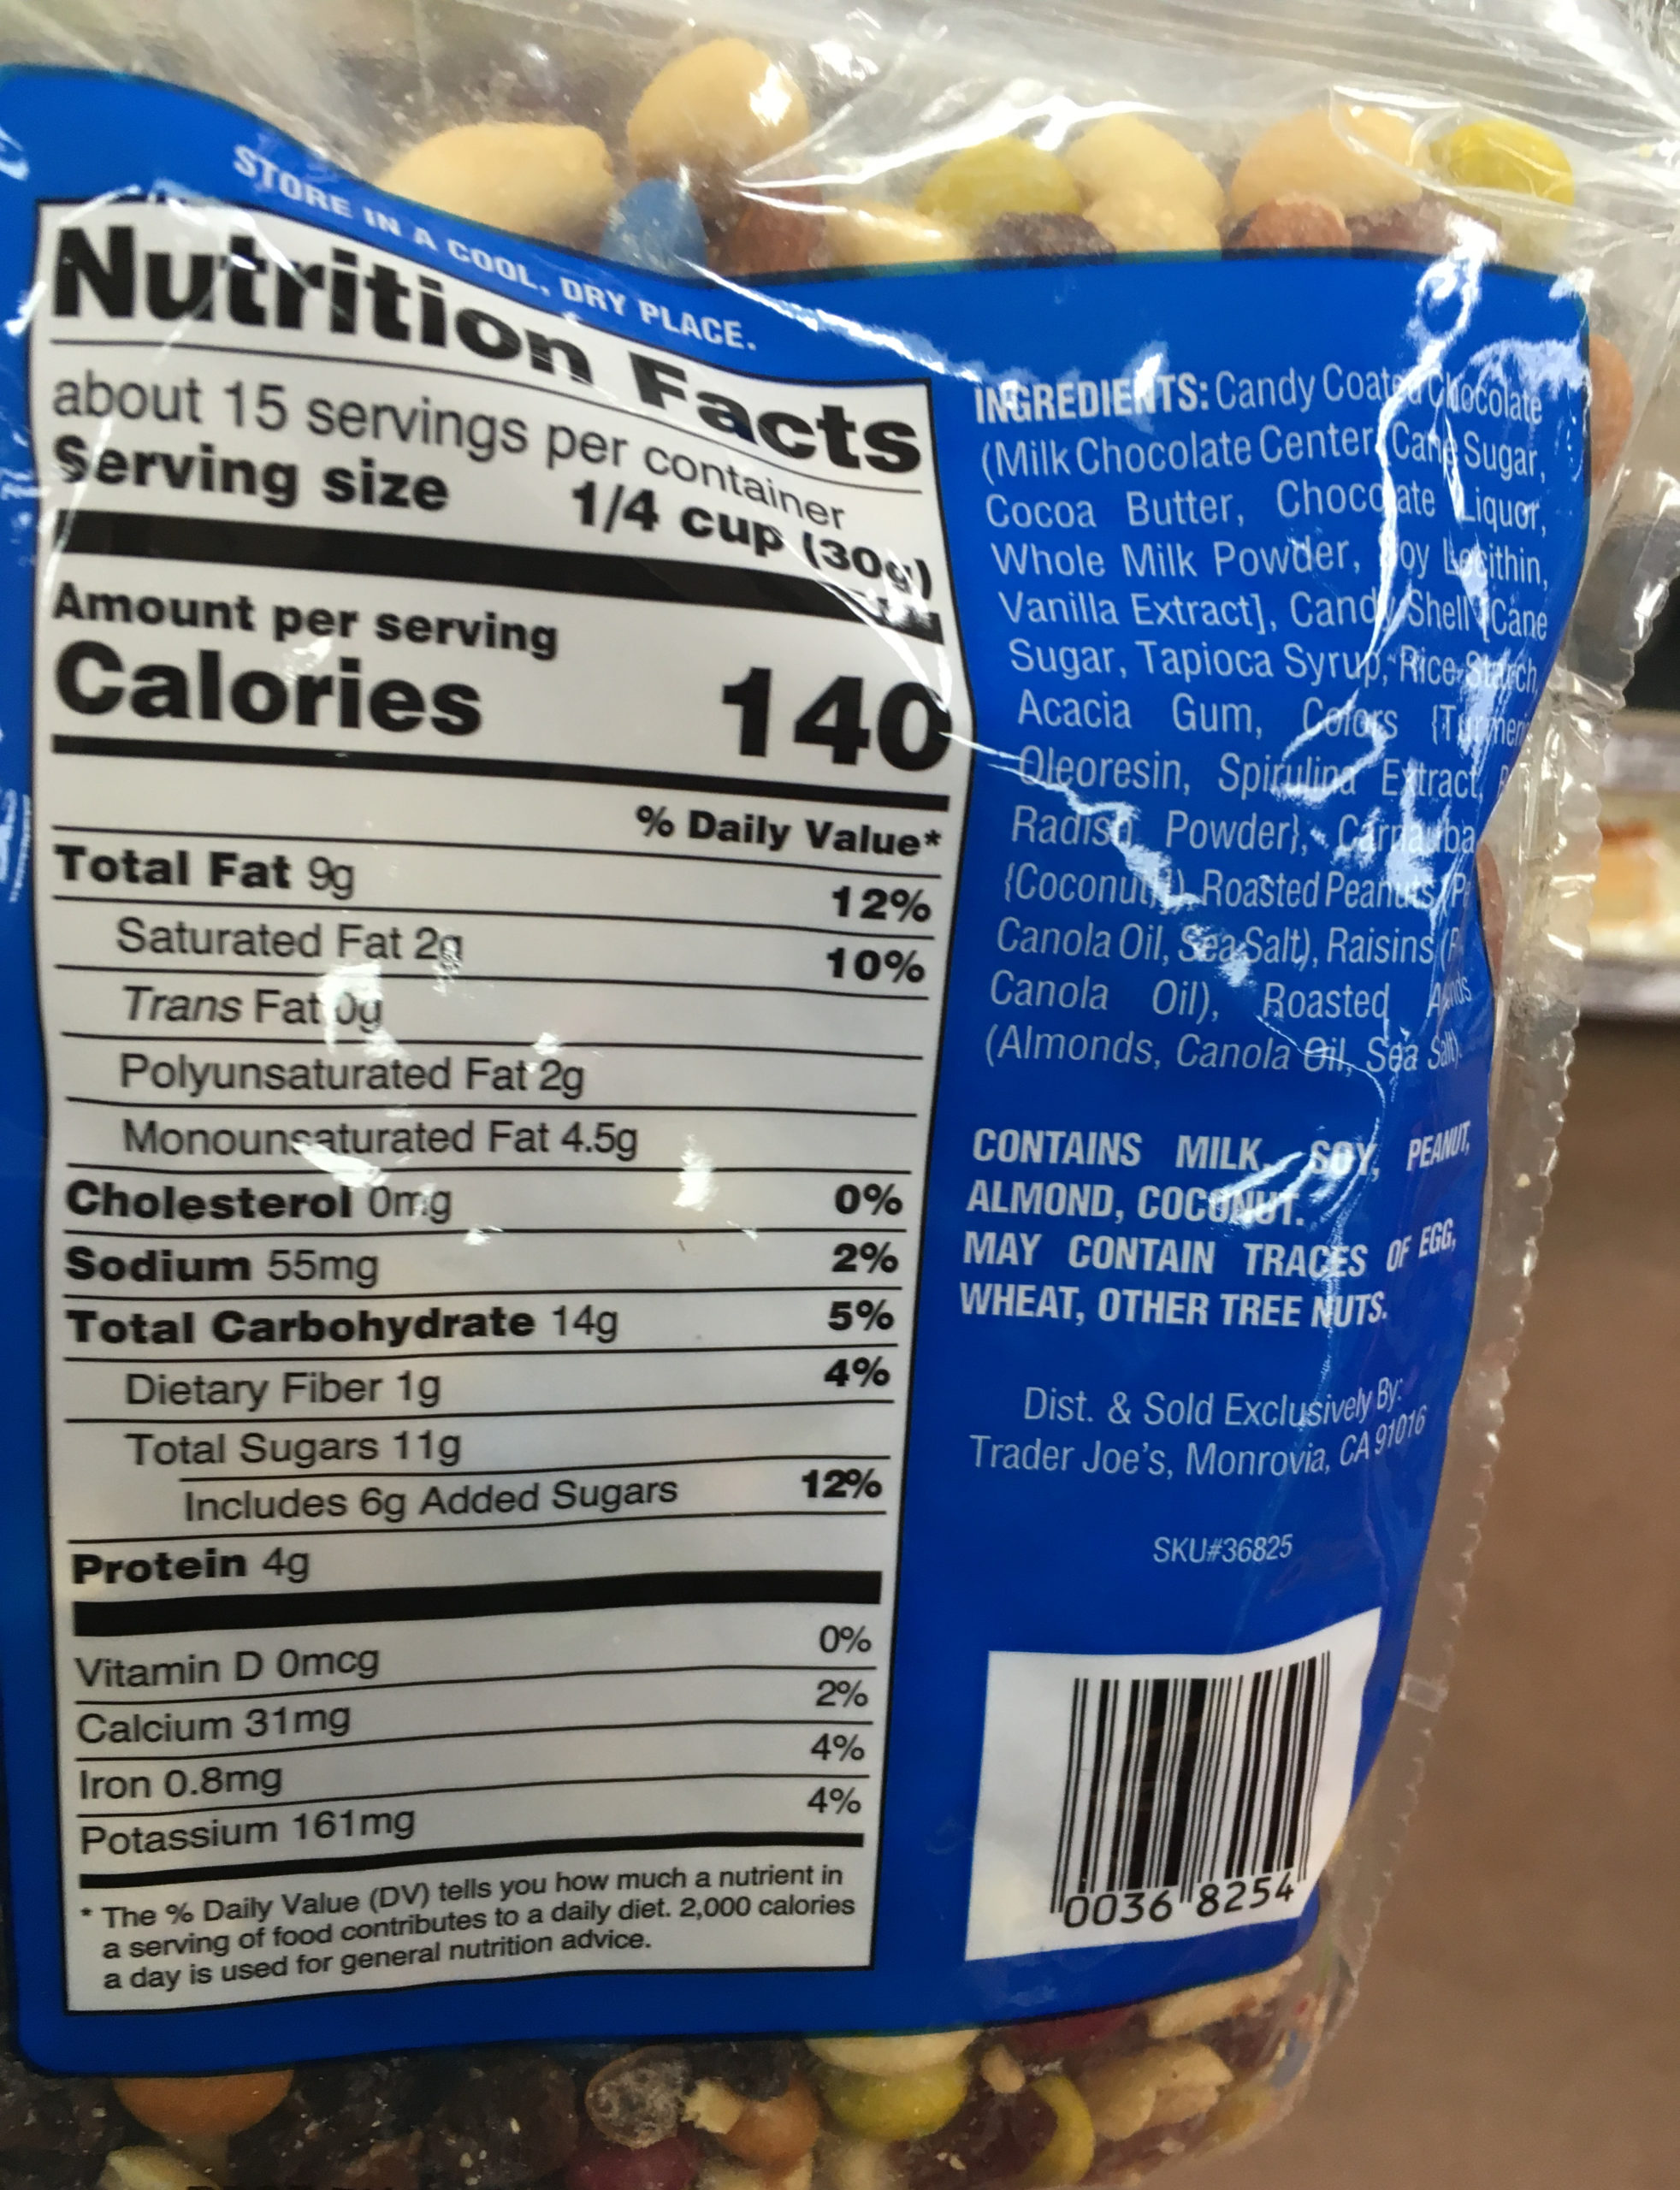 STORE IN A COOL, DRY PLACE.
Nutrition Facts
about 15 servings per container
Serving size 1/4 cup (30g)
Amount per serving
Calories 140
% Daily Value*
Total Fat 9g 12%
Saturated Fat 2g 10%
Trans Fat 0g
Polyunsaturated Fat 2g
Monounsaturated Fat 4.5g
Cholesterol 0mg 0%
Sodium 55mg 2%
Total Carbohydrate 14g 5%
Dietary Fiber 1g 4%
Total Sugars 11g
Includes 6g Added Sugars 12%
Protein 4g
Vitamin D 0mcg 0%
Calcium 31mg 2%
Iron 0.8mg 4%
Potassium 161mg 4%
* The % Daily Value (DV) tells you how much a nutrient in
a serving of food contributes to a daily diet. 2,000 calories
a day is used for general nutrition advice.
INGREDIENTS: Candy Coated Chocolate
(Milk Chocolate Center Cane Sugar,
Cocoa Butter, Chocolate Liquor,
Whole Milk Powder, Soy Lecithin,
Vanilla Extract], Candy Shell [Cane
Sugar, Tapioca Syrup, Rice Starch,
Acacia Gum, Colors
Oleoresin, Spirulina Extract,
Radish Powder}, Carnauba
{Coconut}]), Roasted Peanuts
Canola Oil, Sea Salt), Raisins
Canola Oil), Roasted
(Almonds, Canola Oil, Sea Salt).
CONTAINS MILK, SOY, PEANUT,
ALMOND, COCONUT.
MAY CONTAIN TRACES OF EGG,
WHEAT, OTHER TREE NUTS.
Dist. & Sold Exclusively By:
Trader Joe's, Monrovia, CA 91016
SKU#36825
0036 8254